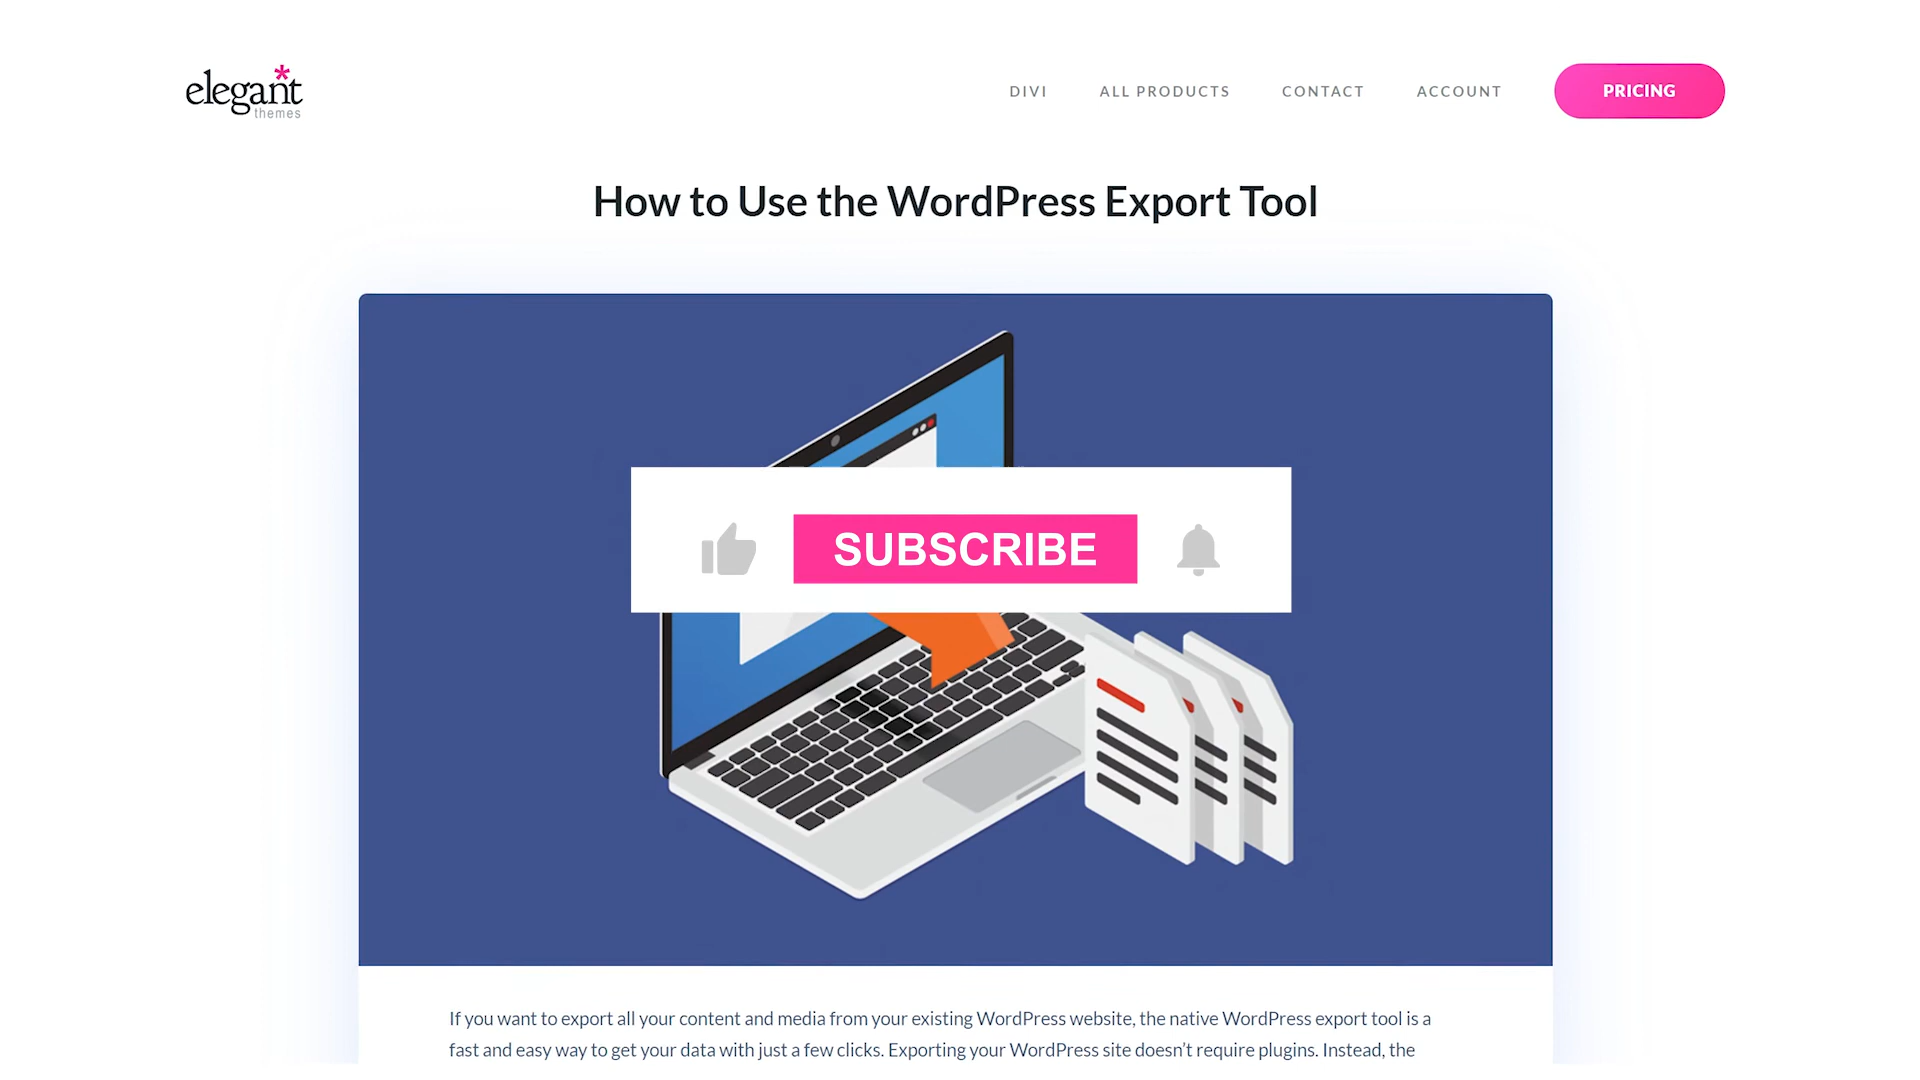 elegant
themes
DIVI
ALL PRODUCTS
CONTACT
ACCOUNT
PRICING
How to Use the WordPress Export Tool
SUBSCRIBE
If you want to export all your content and media from your existing WordPress website, the native WordPress export tool is a
fast and easy way to get your data with just a few clicks. Exporting your WordPress site doesn’t require plugins. Instead, the